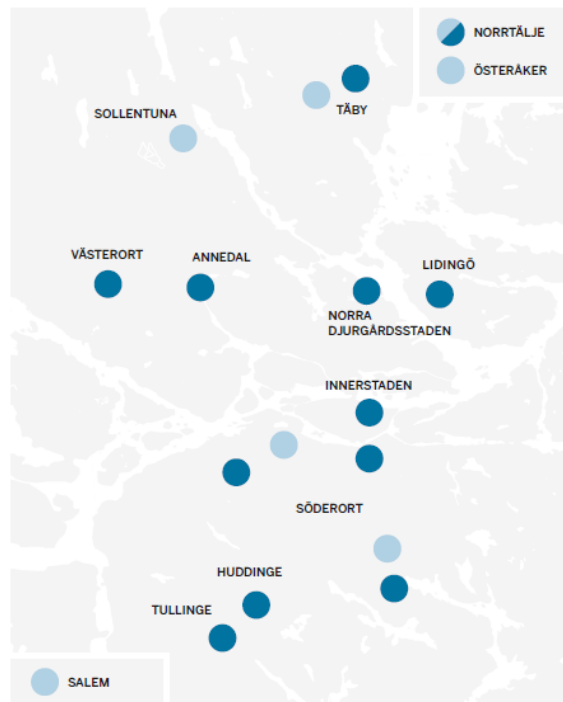 NORRTÄLJE
ÖSTERÅKER
TÄBY
SOLLENTUNA
VÄSTERORT
ANNEDAL
LIDINGÖ
NORRA
DJURGÅRDSSTADEN
INNERSTADEN
SÖDERORT
HUDDINGE
TULLINGE
SALEM